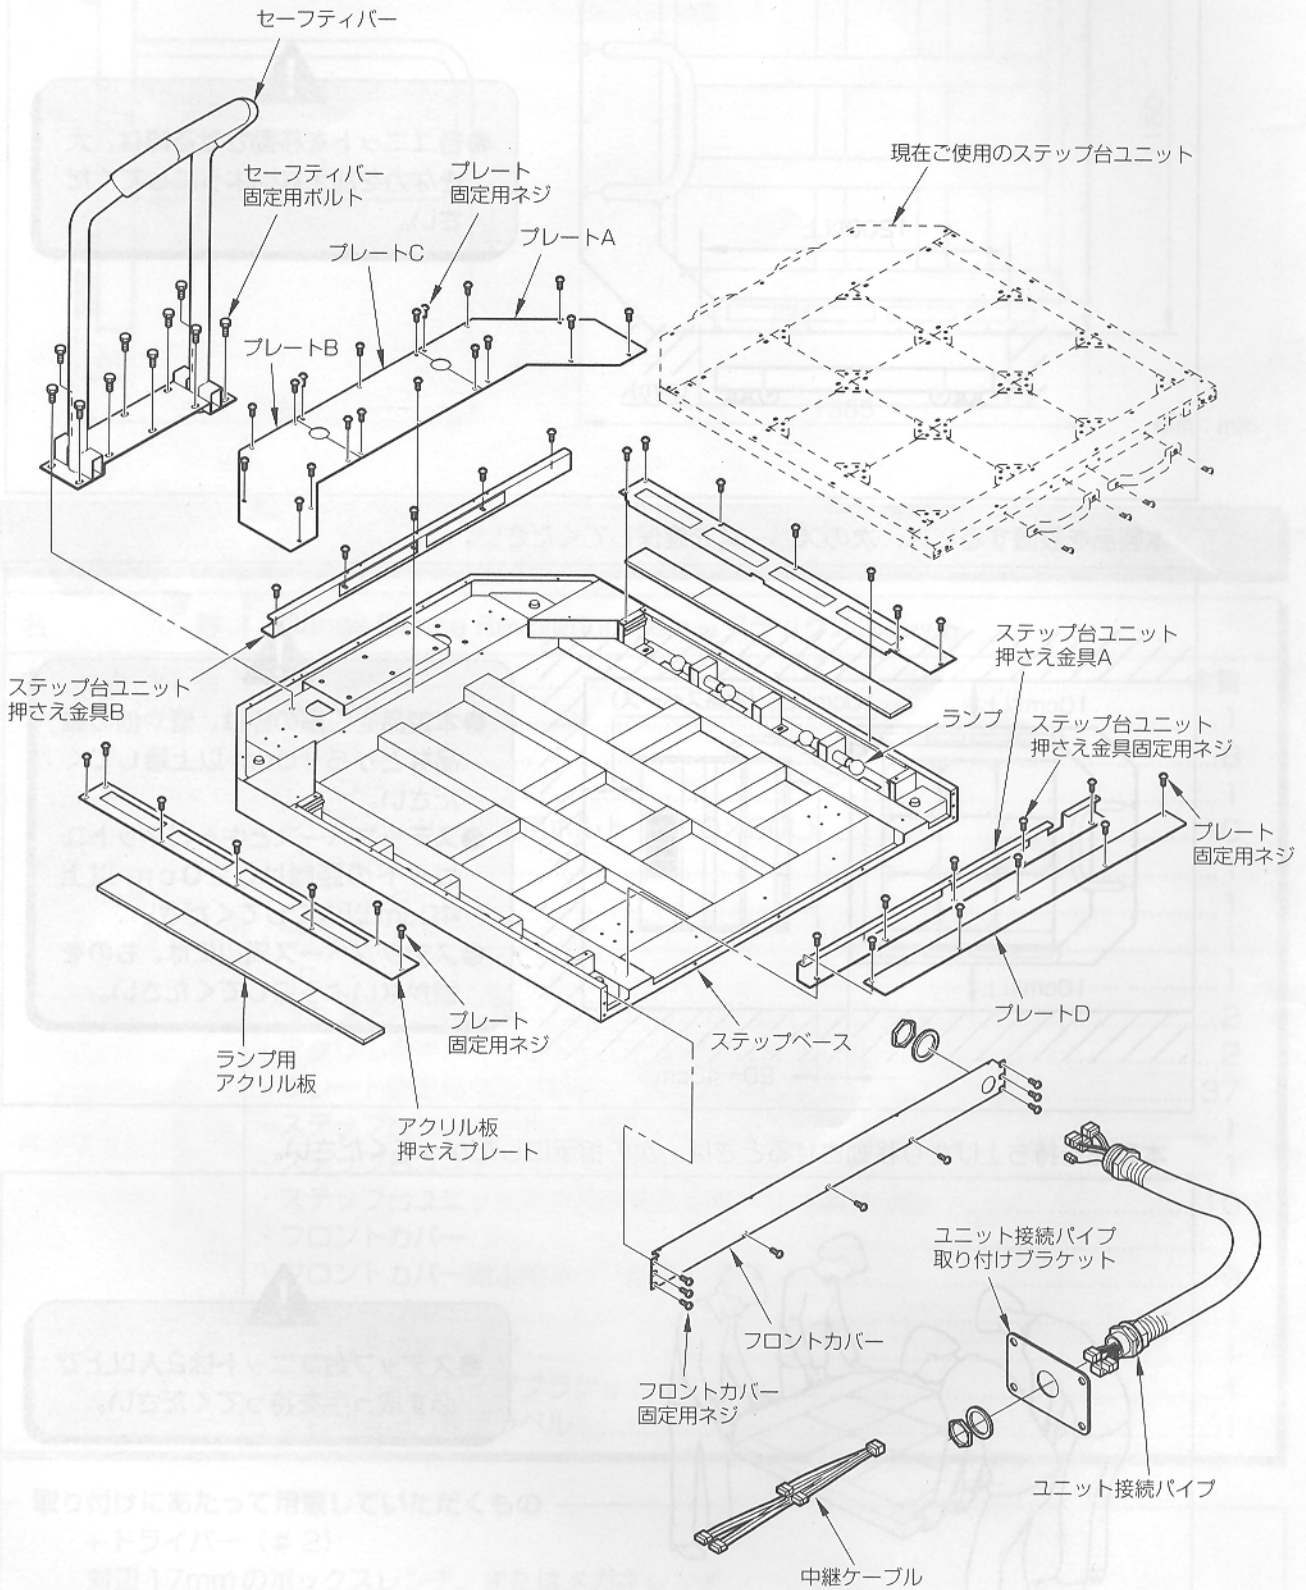 セーフティバー
セーフティバー
固定用ボルト
プレート
固定用ネジ
プレートA
プレートC
プレートB
現在ご使用のステップ台ユニット
ステップ台ユニット
押さえ金具B
ステップ台ユニット
押さえ金具A
ステップ台ユニット
押さえ金具固定用ネジ
ランプ
プレート
固定用ネジ
プレートD
ステップベース
プレート
固定用ネジ
ランプ用
アクリル板
アクリル板
押さえプレート
ユニット接続パイプ
取り付けブラケット
フロントカバー
フロントカバー
固定用ネジ
ユニット接続パイプ
中継ケーブル
取り付けにあたって用意していただくもの
・+ドライバー（#2）